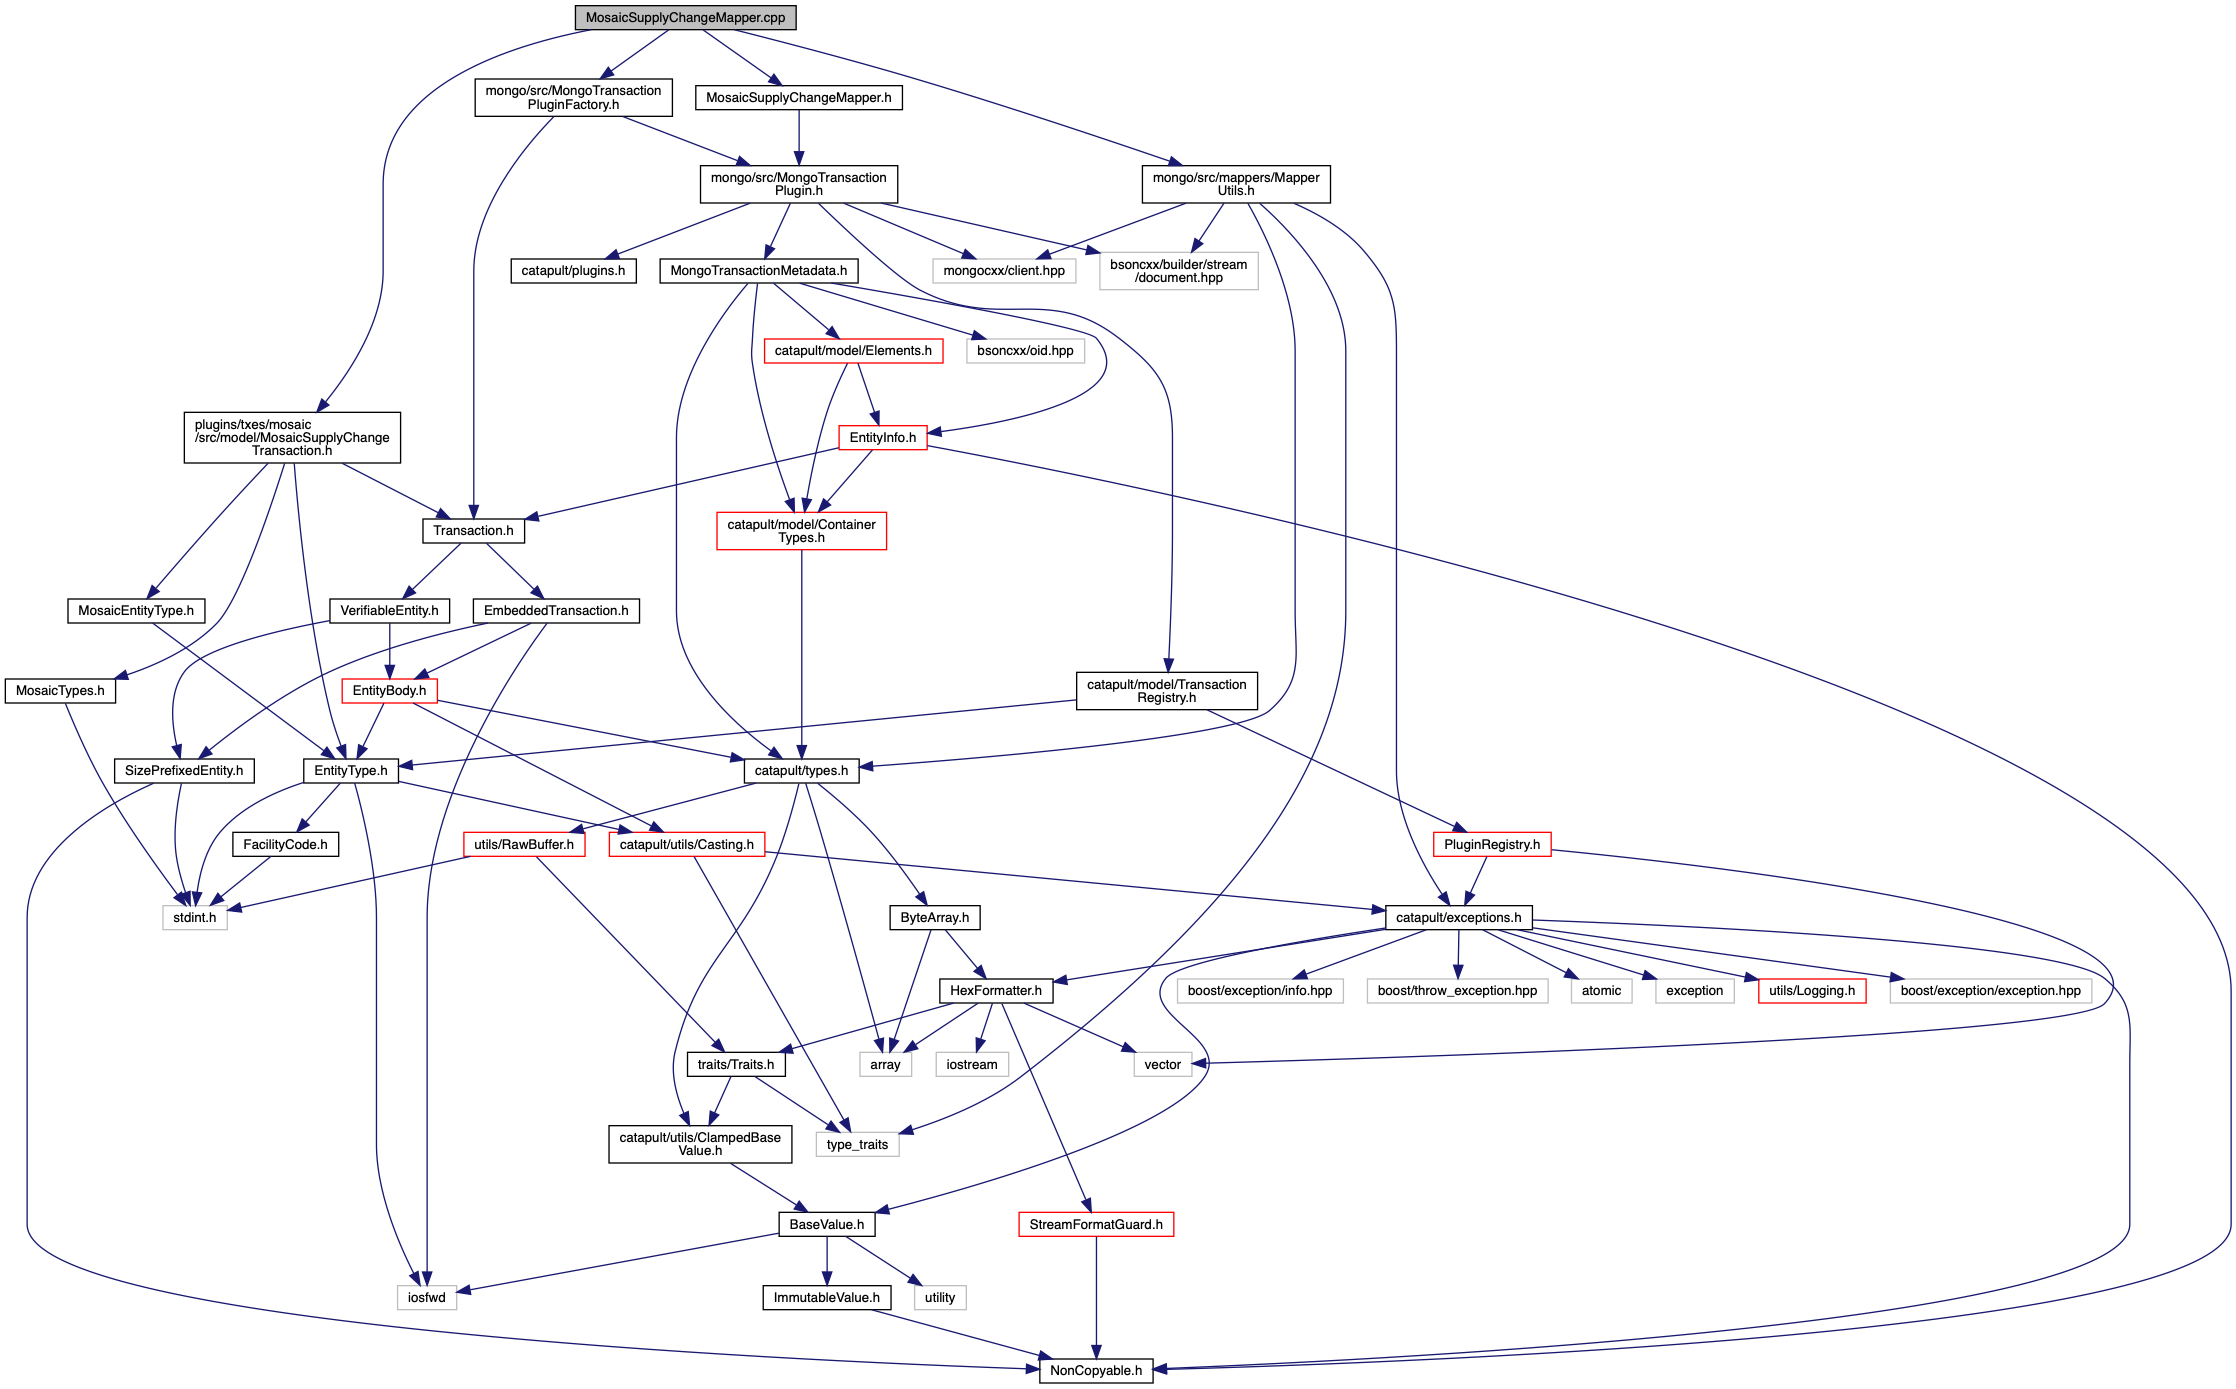 MosaicSupplyChangeMapper.cpp
mongo/src/MongoTransaction
PluginFactory.h
MosaicSupplyChangeMapper.h
mongo/src/MongoTransaction
Plugin.h
mongo/src/mappers/Mapper
Utils.h
catapult/plugins.h
MongoTransactionMetadata.h
mongocxx/client.hpp
bsoncxx/builder/stream
/document.hpp
catapult/model/Elements.h
bsoncxx/oid.hpp
plugins/txes/mosaic
/src/model/MosaicSupplyChange
Transaction.h
EntityInfo.h
Transaction.h
catapult/model/Container
Types.h
MosaicEntityType.h
VerifiableEntity.h
EmbeddedTransaction.h
MosaicTypes.h
EntityBody.h
catapult/model/Transaction
Registry.h
SizePrefixedEntity.h
EntityType.h
catapult/types.h
FacilityCode.h
utils/RawBuffer.h
catapult/utils/Casting.h
PluginRegistry.h
stdint.h
ByteArray.h
catapult/exceptions.h
HexFormatter.h
boost/exception/info.hpp
boost/throw_exception.hpp
atomic
exception
utils/Logging.h
boost/exception/exception.hpp
traits/Traits.h
array
iostream
vector
catapult/utils/ClampedBase
Value.h
type_traits
BaseValue.h
StreamFormatGuard.h
iosfwd
ImmutableValue.h
utility
NonCopyable.h